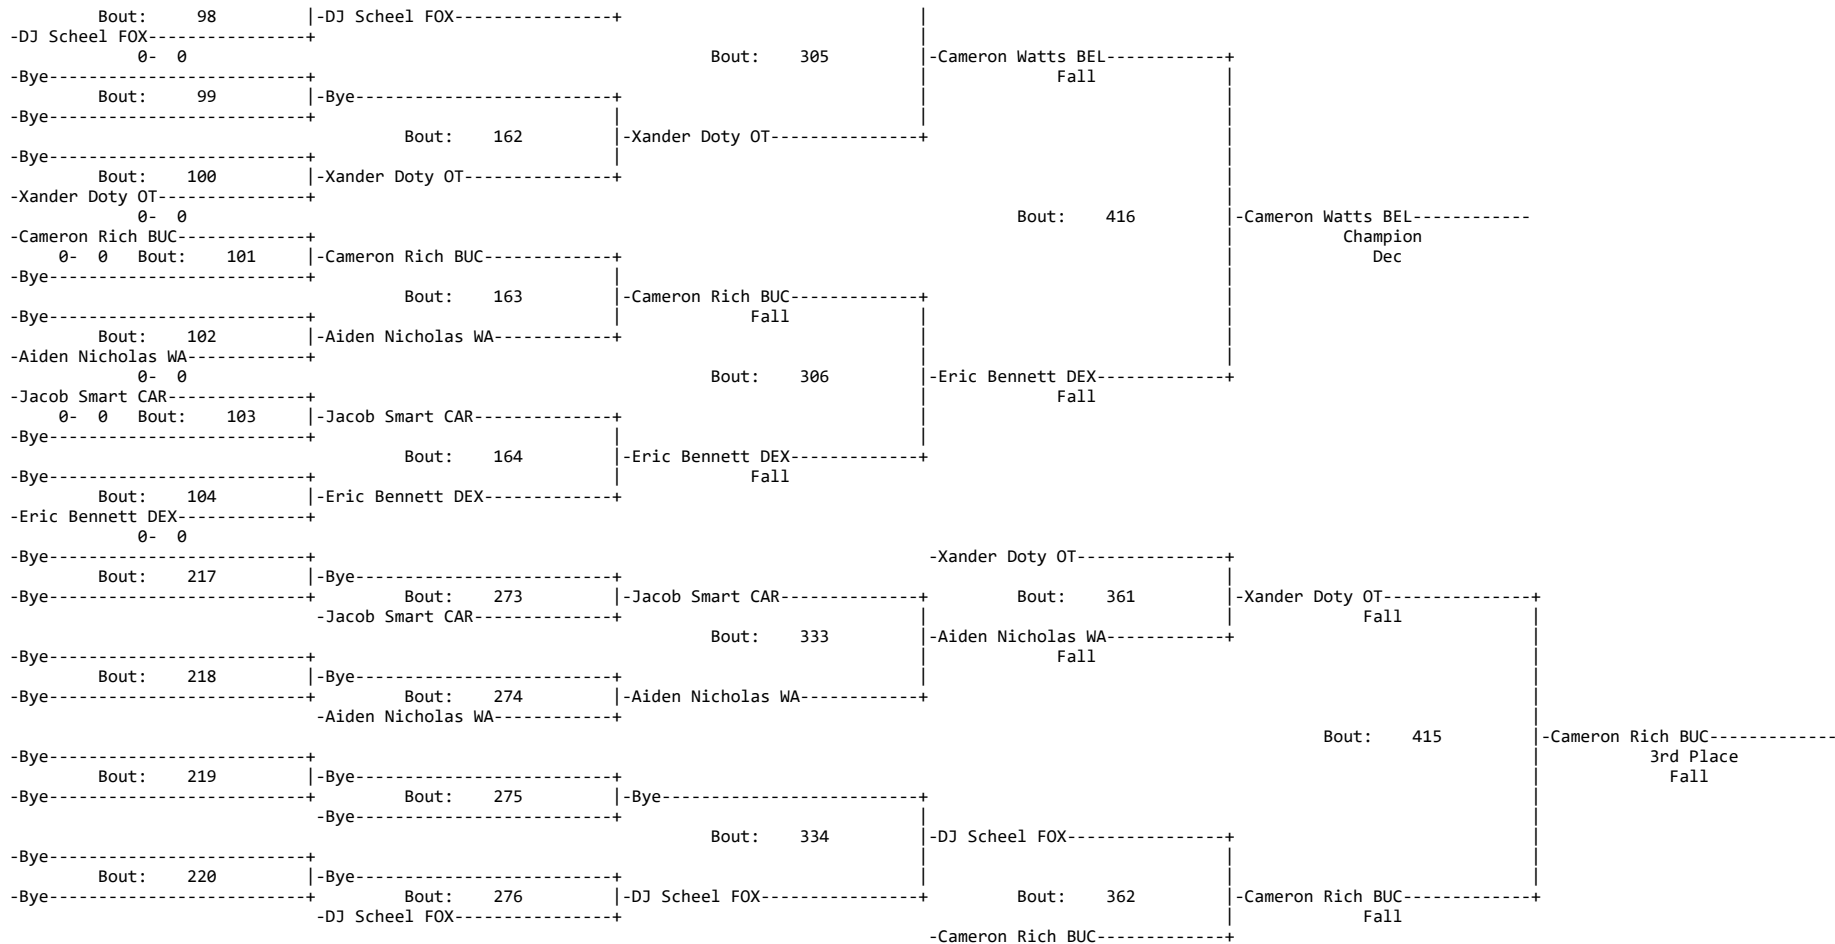 Bout: 98 |-DJ Scheel FOX----------------+ |
-DJ Scheel FOX----------------+ |
0- 0 Bout: 305 |-Cameron Watts BEL------------+
-Bye--------------------------+ | Fall |
Bout: 99 |-Bye--------------------------+ | |
-Bye--------------------------+ | | |
Bout: 162 |-Xander Doty OT---------------+ |
-Bye--------------------------+ | |
Bout: 100 |-Xander Doty OT---------------+ |
-Xander Doty OT---------------+ |
0- 0 Bout: 416 |-Cameron Watts BEL------------
-Cameron Rich BUC-------------+ | Champion
0- 0 Bout: 101 |-Cameron Rich BUC-------------+ | Dec
-Bye--------------------------+ | |
Bout: 163 |-Cameron Rich BUC-------------+ |
-Bye--------------------------+ | Fall | |
Bout: 102 |-Aiden Nicholas WA------------+ | |
-Aiden Nicholas WA------------+ | |
0- 0 Bout: 306 |-Eric Bennett DEX-------------+
-Jacob Smart CAR--------------+ | Fall
0- 0 Bout: 103 |-Jacob Smart CAR--------------+ |
-Bye--------------------------+ | |
Bout: 164 |-Eric Bennett DEX-------------+
-Bye--------------------------+ | Fall
Bout: 104 |-Eric Bennett DEX-------------+
-Eric Bennett DEX-------------+
0- 0
-Bye--------------------------+ -Xander Doty OT---------------+
Bout: 217 |-Bye--------------------------+ |
-Bye--------------------------+ Bout: 273 |-Jacob Smart CAR--------------+ Bout: 361 |-Xander Doty OT---------------+
-Jacob Smart CAR--------------+ | | Fall |
Bout: 333 |-Aiden Nicholas WA------------+ |
-Bye--------------------------+ | Fall |
Bout: 218 |-Bye--------------------------+ | |
-Bye--------------------------+ Bout: 274 |-Aiden Nicholas WA------------+ |
-Aiden Nicholas WA------------+ |
Bout: 415 |-Cameron Rich BUC-------------
-Bye--------------------------+ | 3rd Place
Bout: 219 |-Bye--------------------------+ | Fall
-Bye--------------------------+ Bout: 275 |-Bye--------------------------+ |
-Bye--------------------------+ | |
Bout: 334 |-DJ Scheel FOX----------------+ |
-Bye--------------------------+ | | |
Bout: 220 |-Bye--------------------------+ | | |
-Bye--------------------------+ Bout: 276 |-DJ Scheel FOX----------------+ Bout: 362 |-Cameron Rich BUC-------------+
-DJ Scheel FOX----------------+ | Fall
-Cameron Rich BUC-------------+